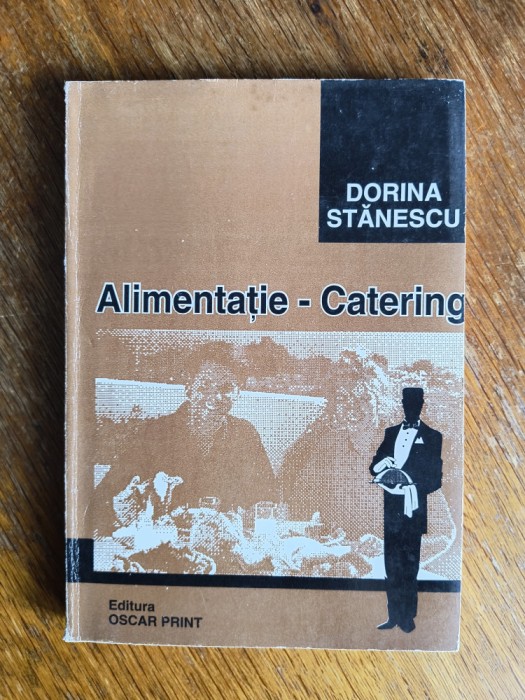 DORINA
STĂNESCU
Alimentație - Catering
Editura
OSCAR PRINT